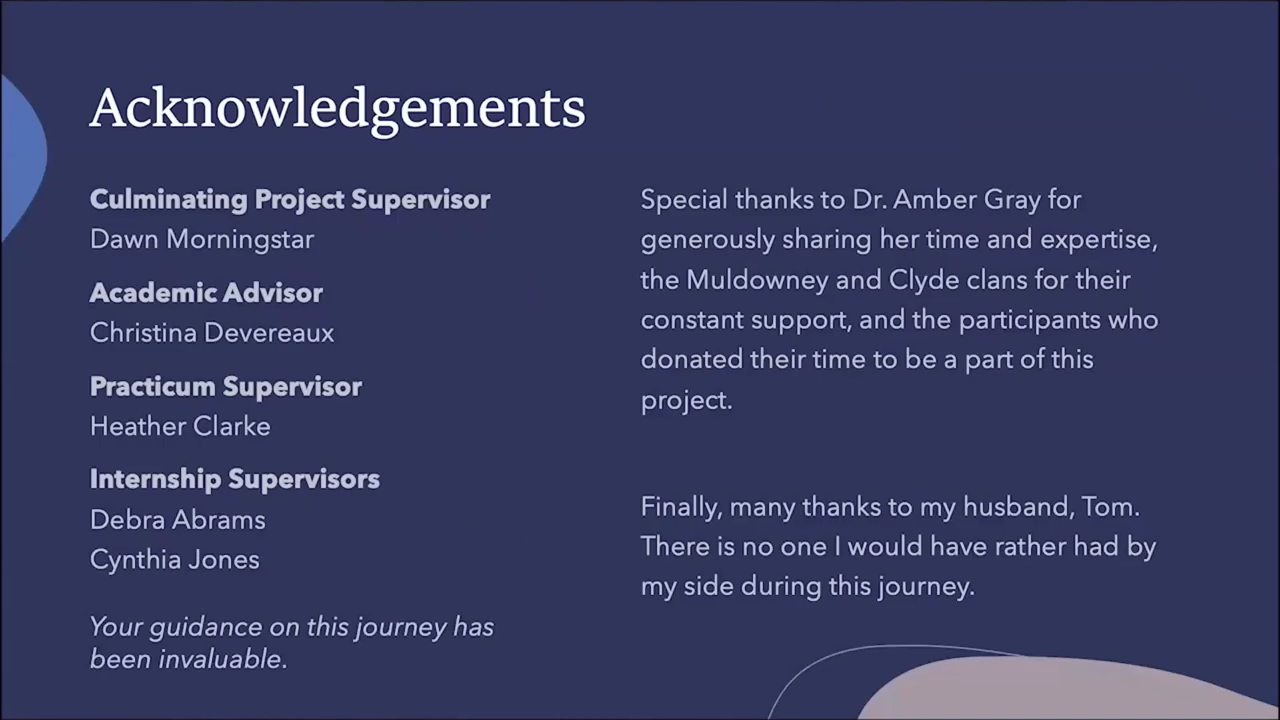 Acknowledgements
Culminating Project Supervisor
Dawn Morningstar
Academic Advisor
Christina Devereaux
Practicum Supervisor
Heather Clarke
Internship Supervisors
Debra Abrams
Cynthia Jones
Your guidance on this journey has
been invaluable.
Special thanks to Dr. Amber Gray for
generously sharing her time and expertise,
the Muldowney and Clyde clans for their
constant support, and the participants who
donated their time to be a part of this
project.
Finally, many thanks to my husband, Tom.
There is no one I would have rather had by
my side during this journey.